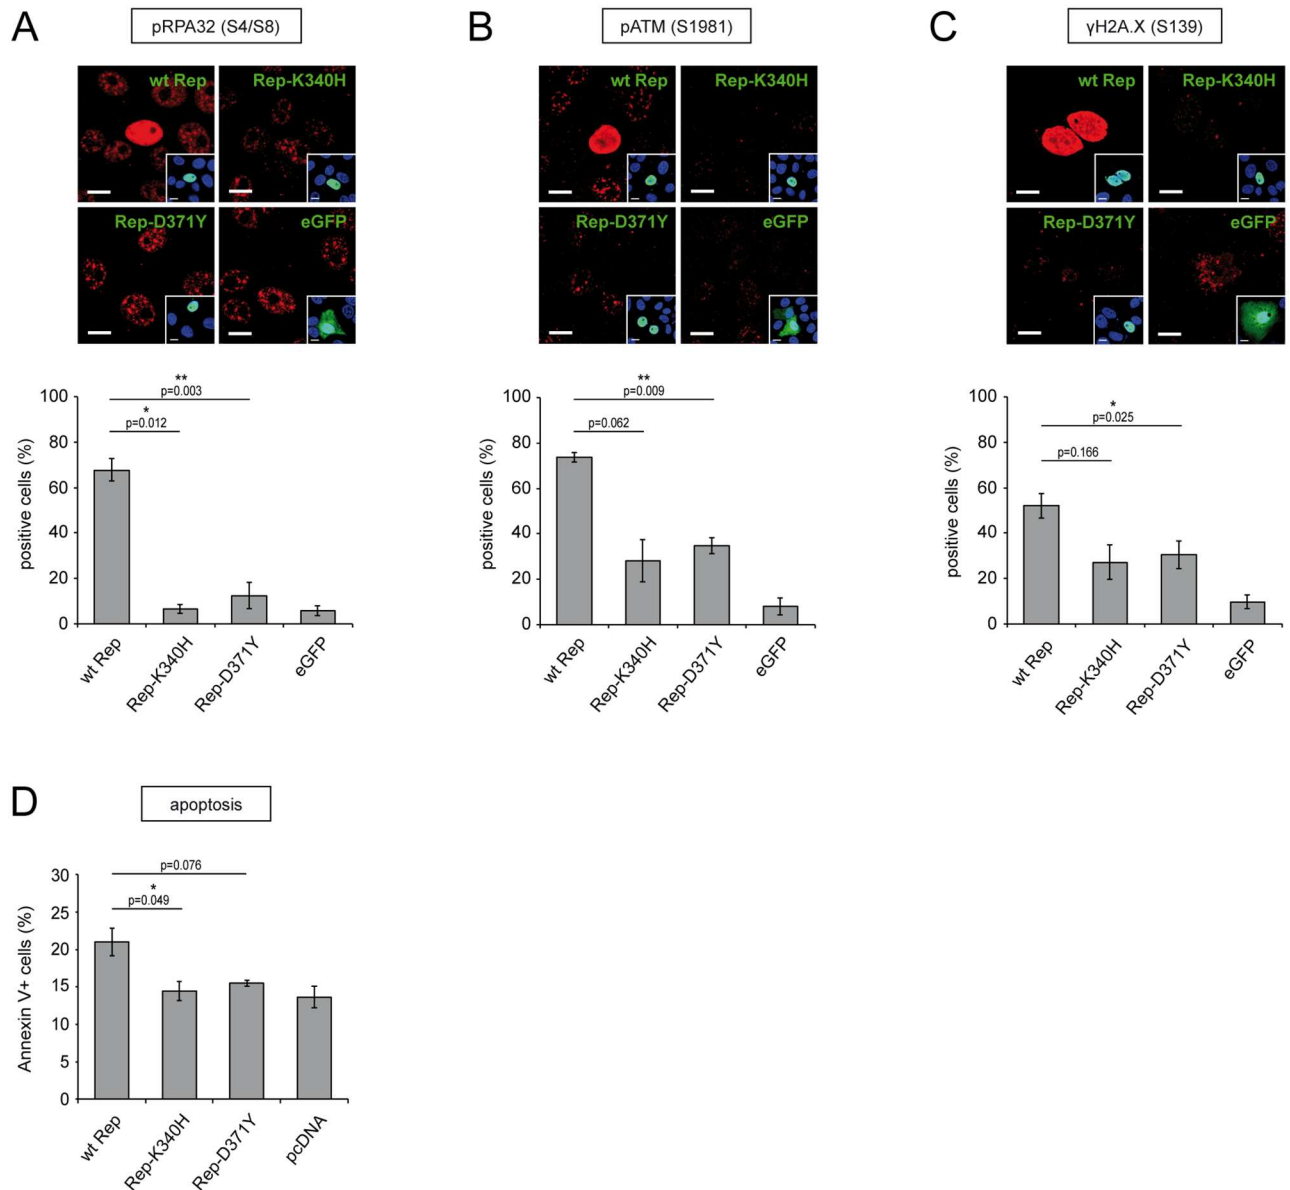 A
pRPA32 (S4/S8)
wt Rep
Rep-K340H
Rep-D371Y
eGFP
**
p=0.003
*
p=0.012
positive cells (%)
100
80
60
40
20
0
wt Rep
Rep-K340H
Rep-D371Y
eGFP
B
pATM (S1981)
wt Rep
Rep-K340H
Rep-D371Y
eGFP
**
p=0.009
p=0.062
positive cells (%)
100
80
60
40
20
0
wt Rep
Rep-K340H
Rep-D371Y
eGFP
C
γH2A.X (S139)
wt Rep
Rep-K340H
Rep-D371Y
eGFP
*
p=0.025
p=0.166
positive cells (%)
100
80
60
40
20
0
wt Rep
Rep-K340H
Rep-D371Y
eGFP
D
apoptosis
p=0.076
*
p=0.049
Annexin V+ cells (%)
30
25
20
15
10
5
0
wt Rep
Rep-K340H
Rep-D371Y
pcDNA